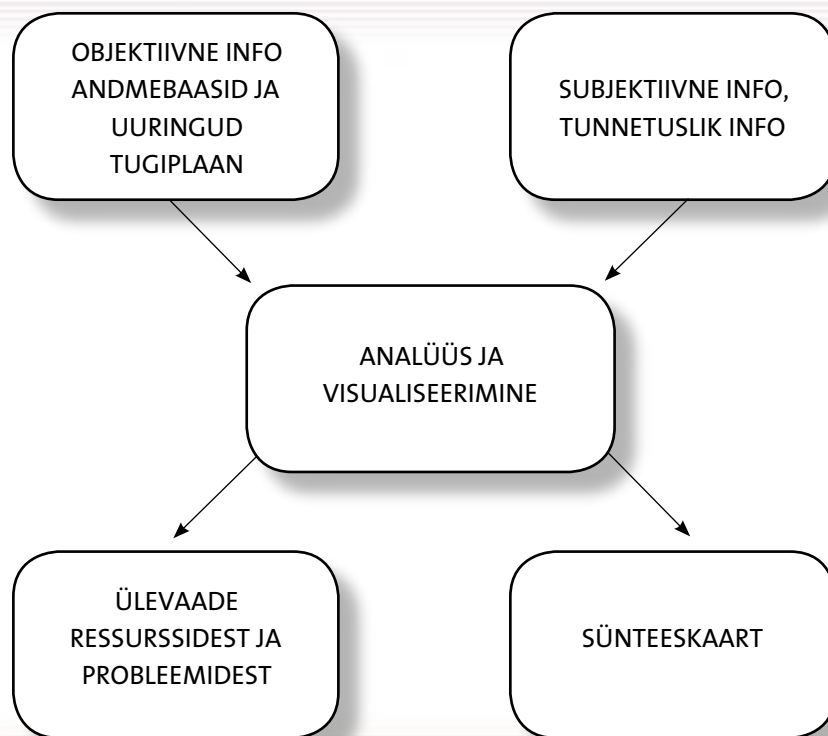 OBJEKTIIVNE INFO
ANDMEBAASID JA
UURINGUD
TUGIPLAAN
SUBJEKTIIVNE INFO,
TUNNETUSLIK INFO
ANALÜÜS JA
VISUALISEERIMINE
ÜLEVAADE
RESSURSSIDEST JA
PROBLEEMIDEST
SÜNTEESKAART